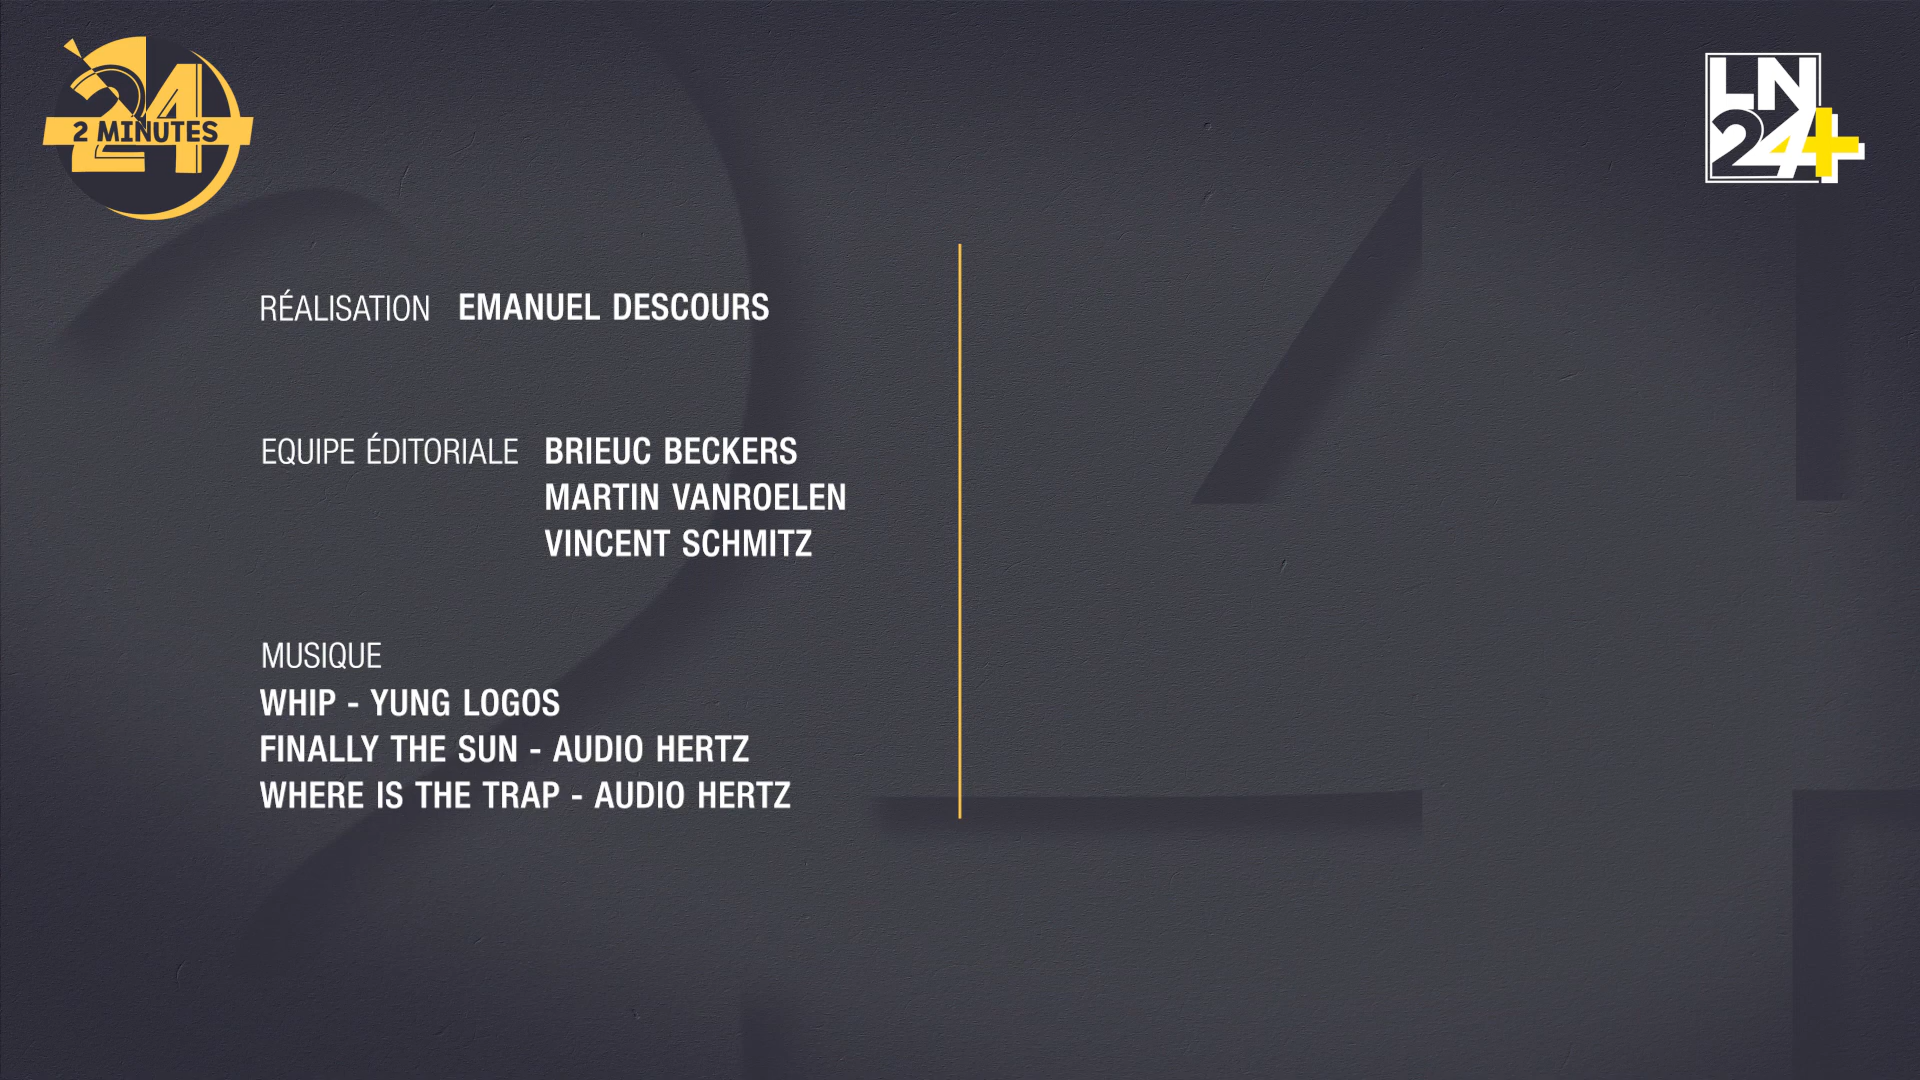 24
2 MINUTES
LN
24+
RÉALISATION EMANUEL DESCOURS
EQUIPE ÉDITORIALE BRIEUC BECKERS
MARTIN VANROELEN
VINCENT SCHMITZ
MUSIQUE
WHIP - YUNG LOGOS
FINALLY THE SUN - AUDIO HERTZ
WHERE IS THE TRAP - AUDIO HERTZ